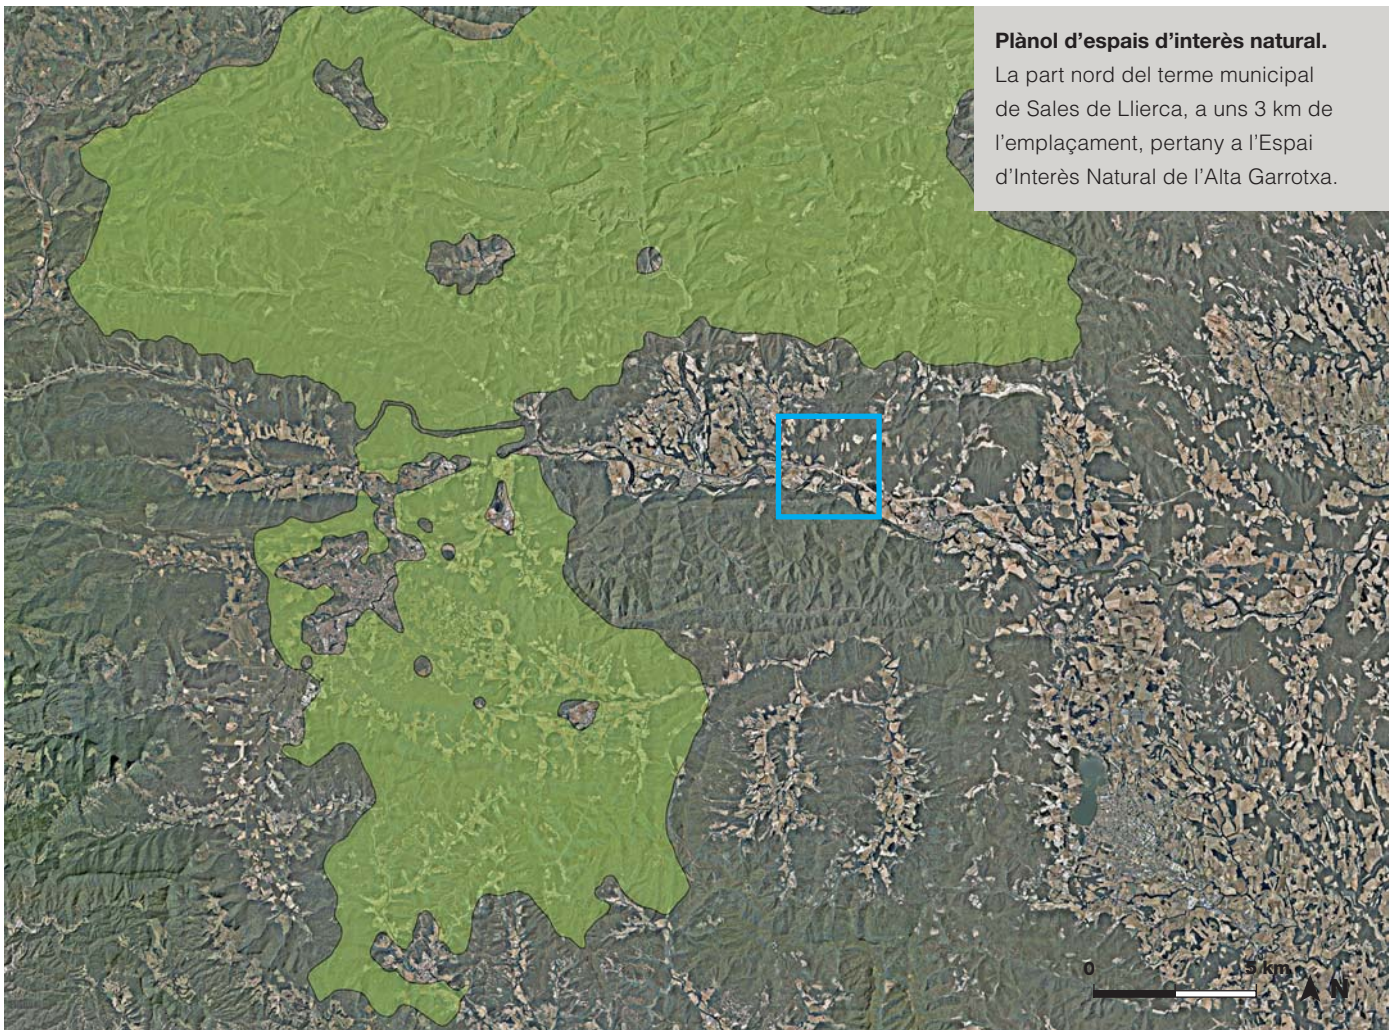 Plànol d’espais d’interès natural.
La part nord del terme municipal
de Sales de Llierca, a uns 3 km de
l’emplaçament, pertany a l’Espai
d’Interès Natural de l’Alta Garrotxa.
0 5 km
N